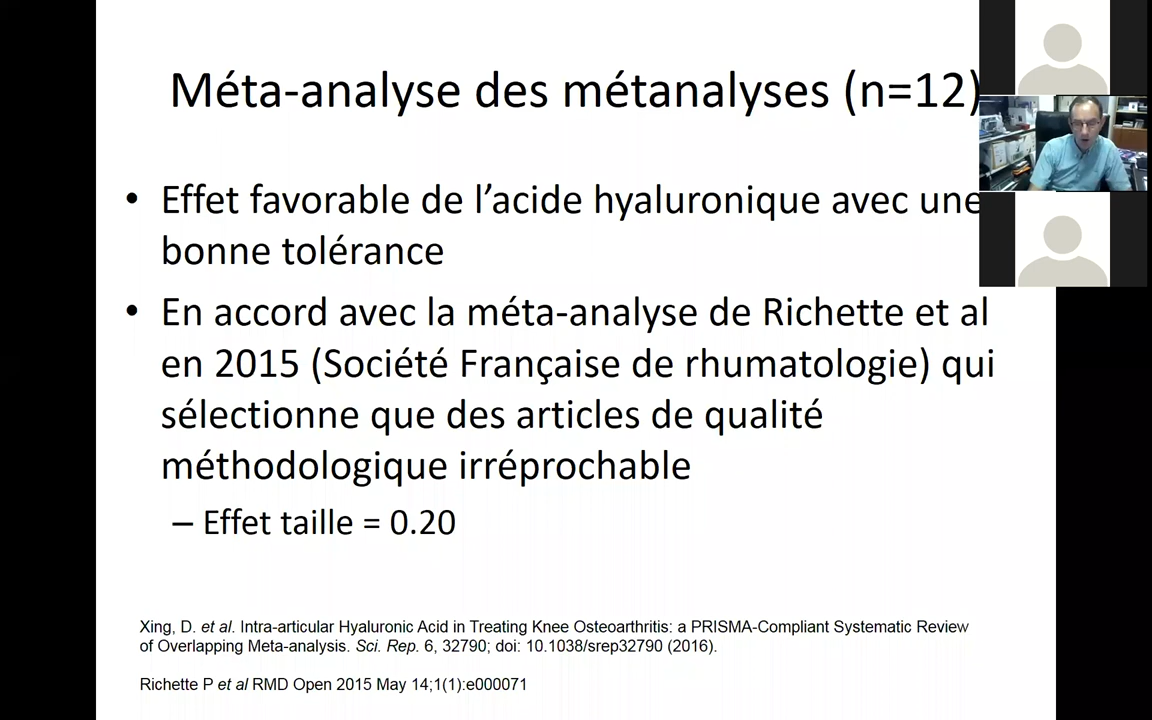 Méta-analyse des métanalyses (n=12)
• Effet favorable de l’acide hyaluronique avec une
bonne tolérance
• En accord avec la méta-analyse de Richette et al
en 2015 (Société Française de rhumatologie) qui
sélectionne que des articles de qualité
méthodologique irréprochable
– Effet taille = 0.20
Xing, D. et al. Intra-articular Hyaluronic Acid in Treating Knee Osteoarthritis: a PRISMA-Compliant Systematic Review
of Overlapping Meta-analysis. Sci. Rep. 6, 32790; doi: 10.1038/srep32790 (2016).
Richette P et al RMD Open 2015 May 14;1(1):e000071